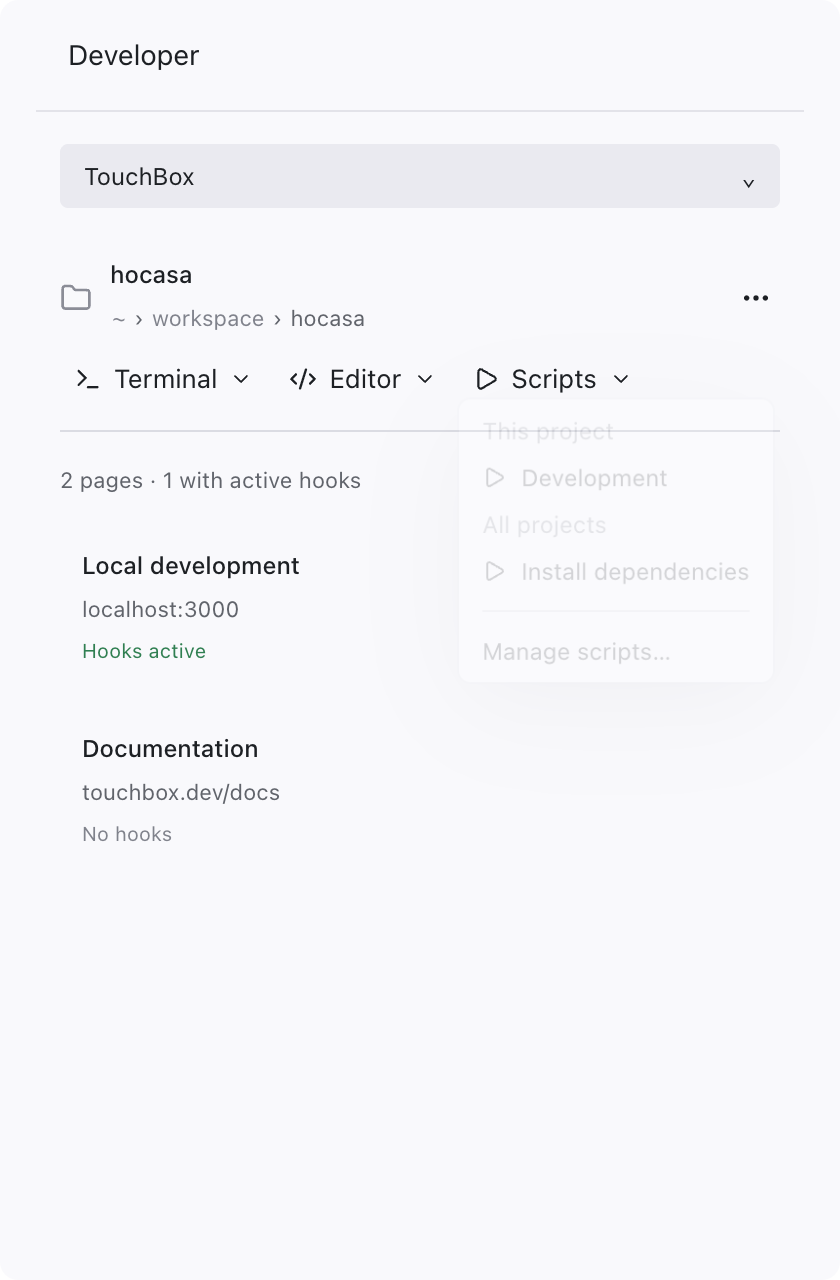 Developer
TouchBox
hocasa
~ › workspace › hocasa
Terminal
Editor
Scripts
This project
Development
All projects
Install dependencies
Manage scripts...
2 pages · 1 with active hooks
Local development
localhost:3000
Hooks active
Documentation
touchbox.dev/docs
No hooks